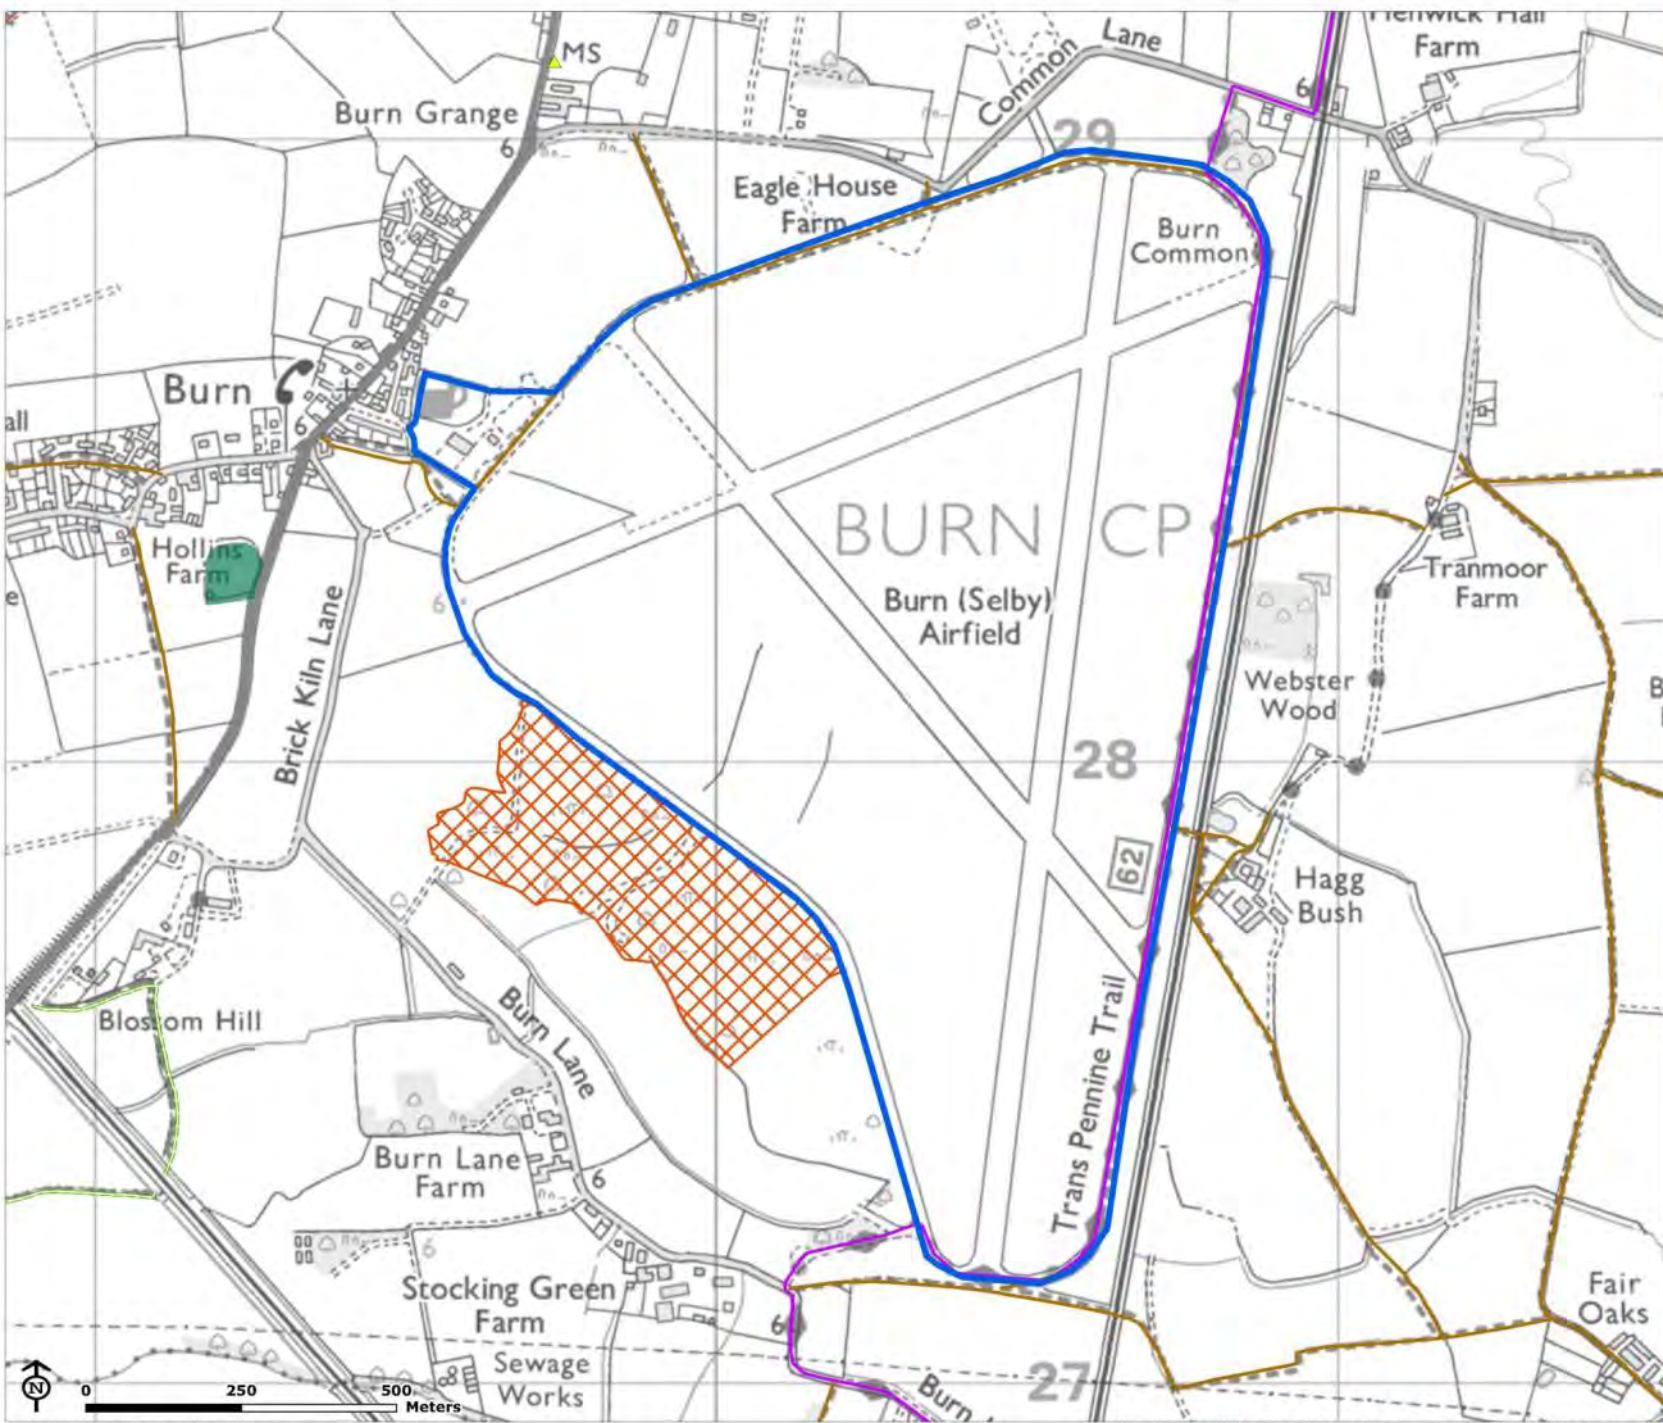 Henwick Hall
Farm
Lane
Common
MS
6
Burn Grange
6
29
Eagle House
Farm
Burn
Common
Burn
all
6
BURN CP
Hollins
Farm
Tranmoor
Farm
e
6
Burn (Selby)
Airfield
Brick Kiln Lane
Webster
Wood
B
28
62
Hagg
Bush
Blossom Hill
Burn Lane
Trans Pennine Trail
Burn Lane
Farm
6
6
Stocking Green
Farm
Fair
Oaks
6
Sewage
Works
27
Burn
N
0 250 500
Meters